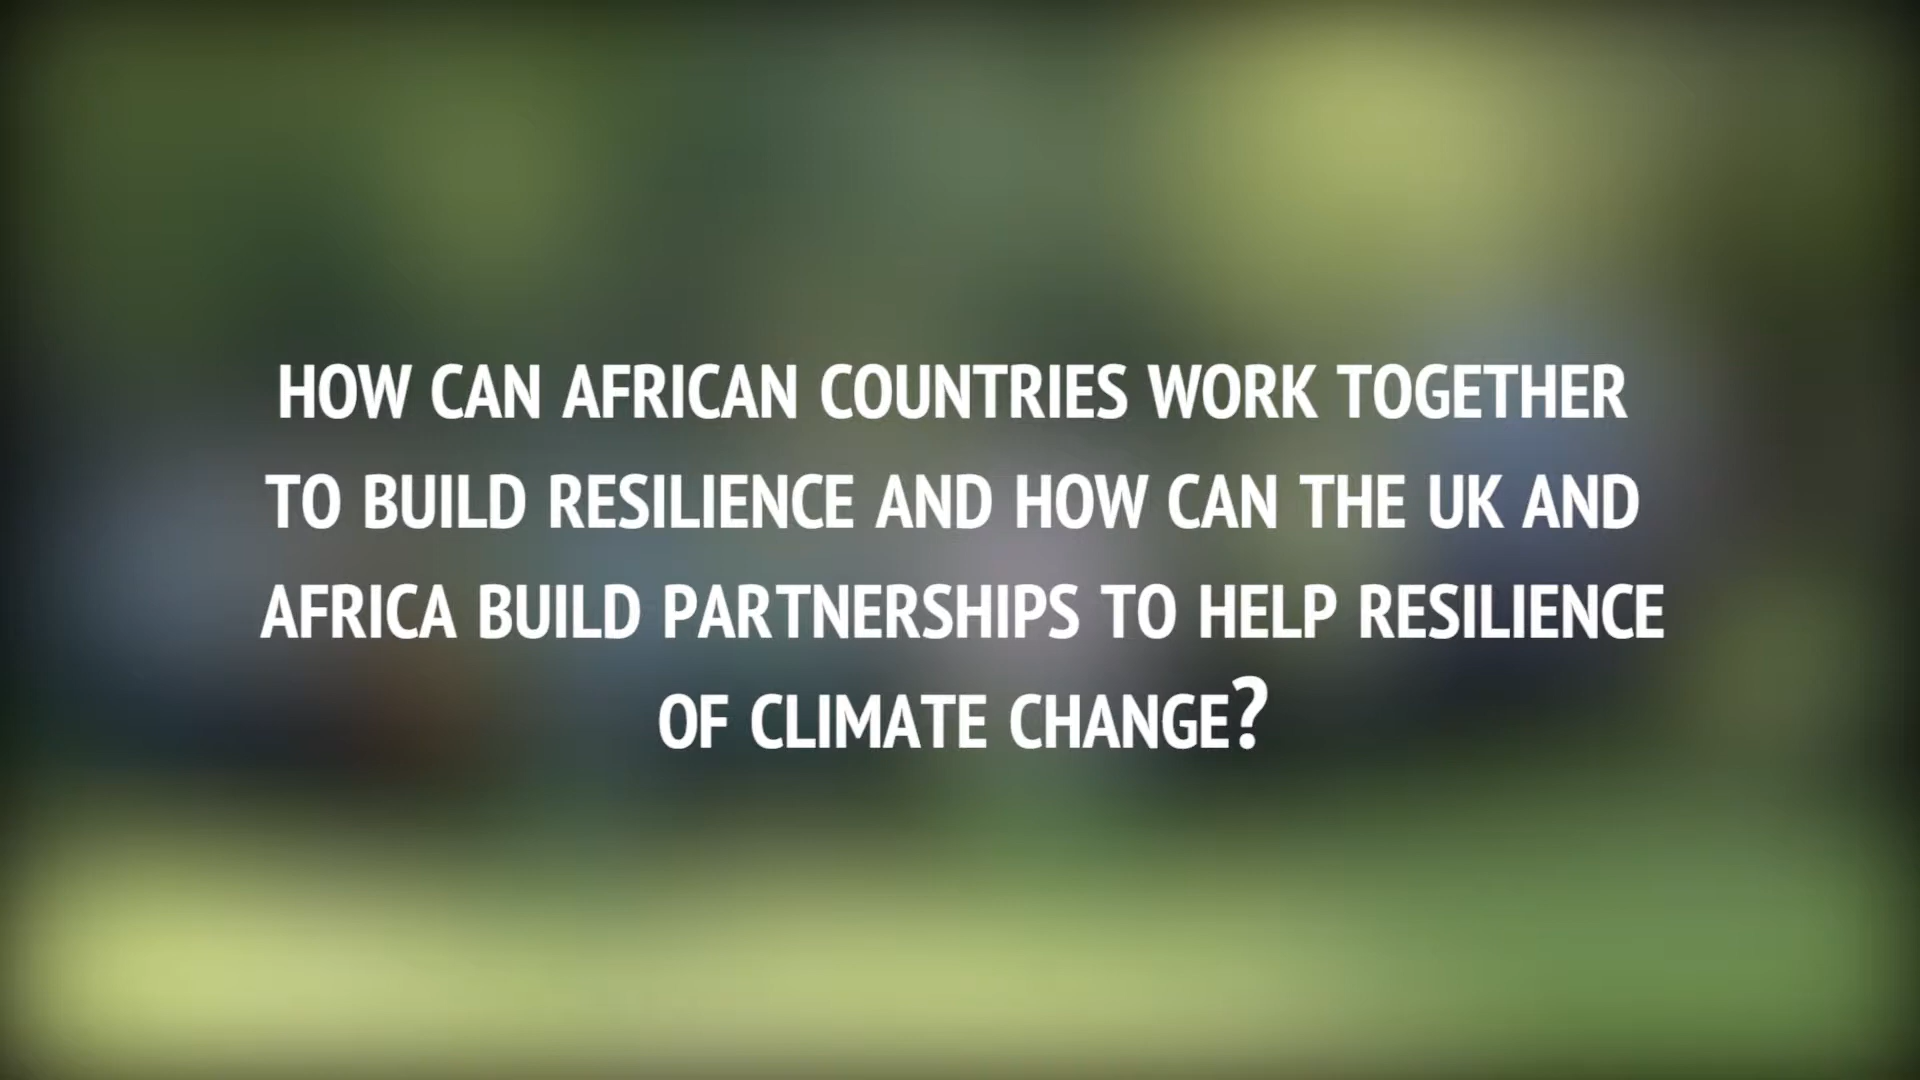 HOW CAN AFRICAN COUNTRIES WORK TOGETHER
TO BUILD RESILIENCE AND HOW CAN THE UK AND
AFRICA BUILD PARTNERSHIPS TO HELP RESILIENCE
OF CLIMATE CHANGE?